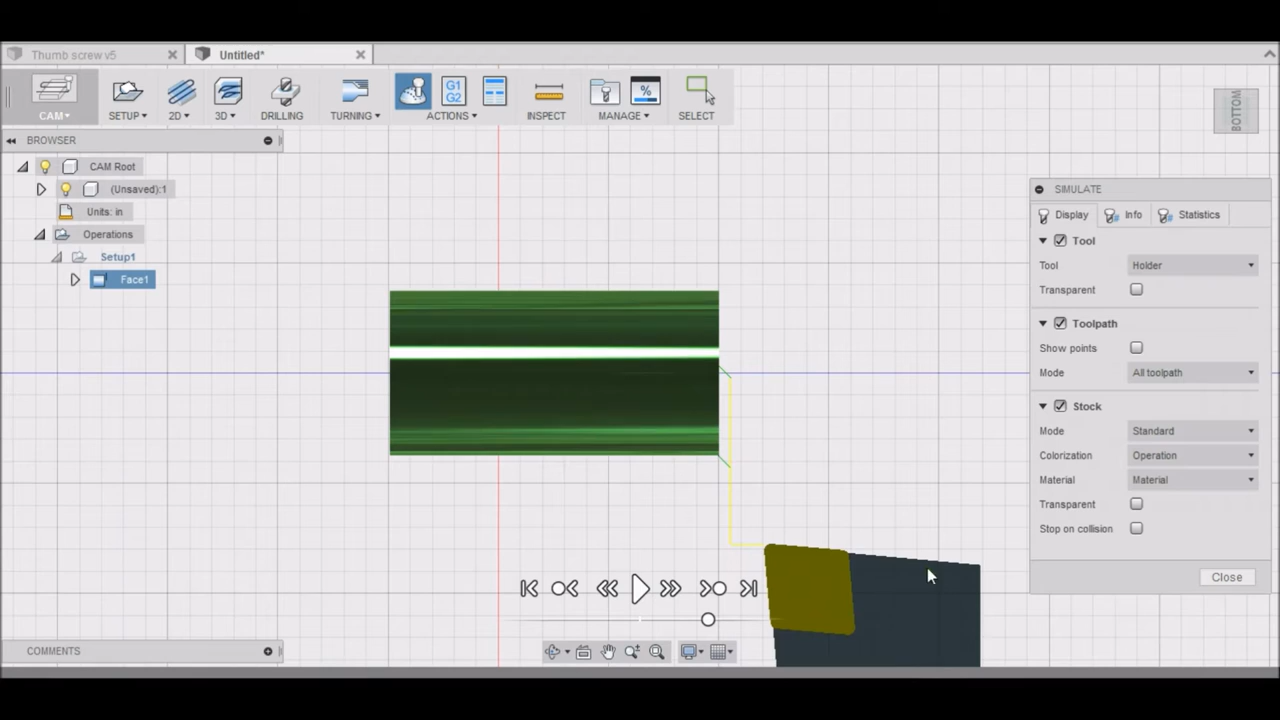 Thumb screw v5
Untitled*
CAM▾
SETUP▾
2D▾
3D▾
DRILLING
TURNING▾
G1
G2
ACTIONS▾
INSPECT
%
MANAGE▾
SELECT
BOTTOM
BROWSER
CAM Root
(Unsaved):1
Units: in
Operations
Setup1
Face1
SIMULATE
Display
Info
Statistics
Tool
Tool
Holder
Transparent
Toolpath
Show points
Mode
All toolpath
Stock
Mode
Standard
Colorization
Operation
Material
Material
Transparent
Stop on collision
Close
COMMENTS